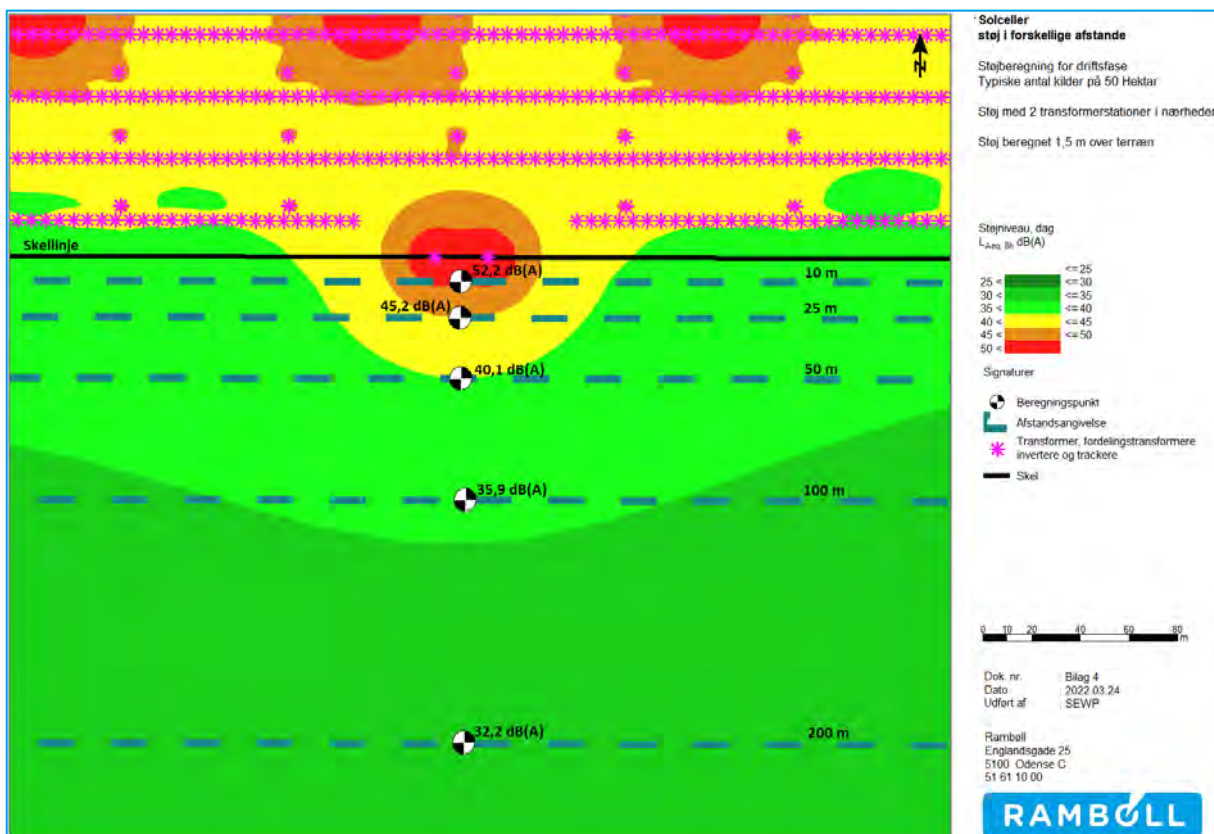 Solceller
støj i forskellige afstande
Støjberegning for driftsfase
Typiske antal kilder på 50 Hektar
Støj med 2 transformerstationer i nærheden
Støj beregnet 1,5 m over terræn
N
Skellinje
52,2 dB(A)
10 m
45,2 dB(A)
25 m
40,1 dB(A)
50 m
35,9 dB(A)
100 m
32,2 dB(A)
200 m
Støjniveau, dag
LAeq, 8h dB(A)
<=25
25 < <=30
30 < <=35
35 < <=40
40 < <=45
45 < <=50
50 <
Signaturer
Beregningspunkt
Afstandsangivelse
Transformer, fordelingstransformere
invertere og trackere
Skel
0 10 20 40 60 80
m
Dok. nr. : Bilag 4
Dato : 2022.03.24
Udført af : SEWP
Rambøll
Englandsgade 25
5100 Odense C
51 61 10 00
RAMBOLL